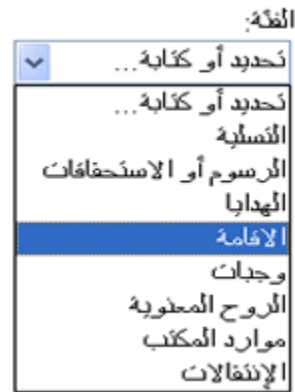 الفئة:
تحديد أو كتابة...
تحديد أو كتابة...
التسلية
الرسوم أو الاستحقاقات
الهدايا
الاقامة
وجبات
الروح المعنوية
موارد المكتب
الإنتقالات